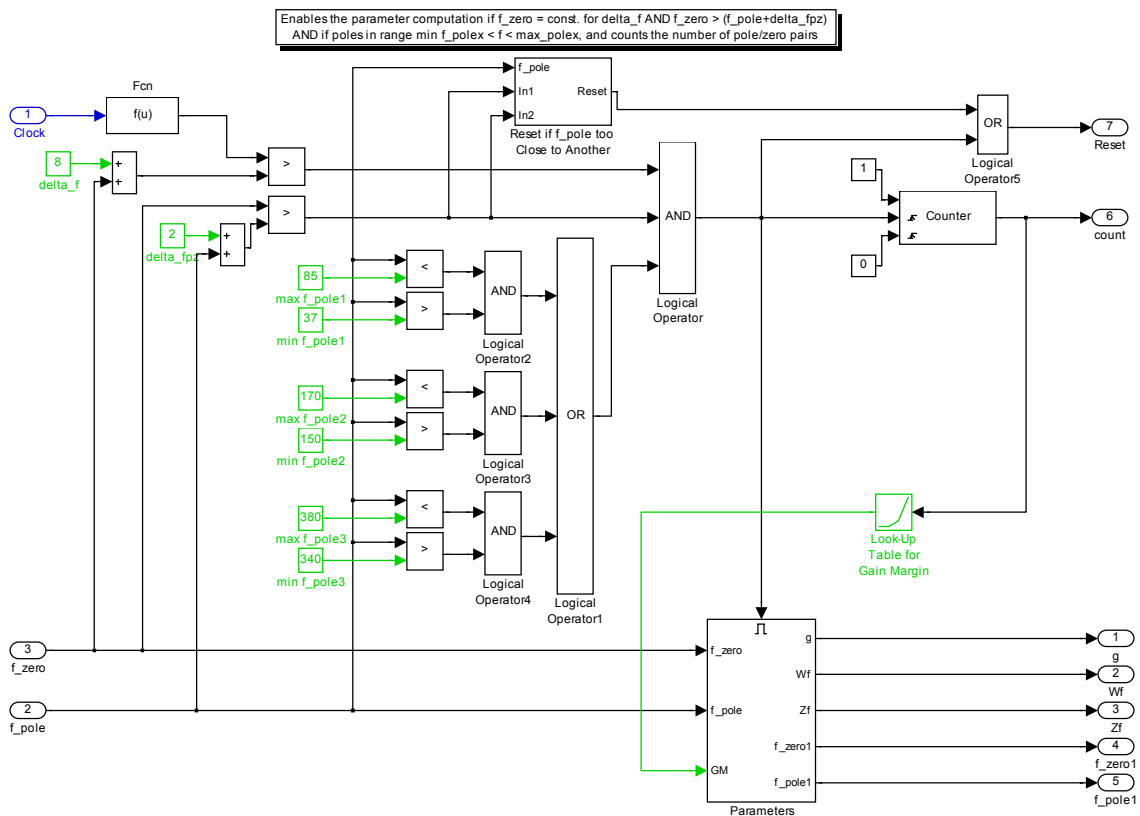 Enables the parameter computation if f_zero = const. for delta_f AND f_zero > (f_pole+delta_fpz)
AND if poles in range min f_polex < f < max_polex, and counts the number of pole/zero pairs
f_pole
In1
In2
Reset
Reset if f_pole too
Close to Another
Fcn
f(u)
1
Clock
8
delta_f
+
+
>
>
2
delta_fpz
+
+
OR
Logical
Operator5
7
Reset
AND
Logical
Operator
1
0
Counter
6
count
85
max f_pole1
37
min f_pole1
<
>
AND
Logical
Operator2
170
max f_pole2
150
min f_pole2
<
>
AND
Logical
Operator3
380
max f_pole3
340
min f_pole3
<
>
AND
Logical
Operator4
OR
Logical
Operator1
Look-Up
Table for
Gain Margin
3
f_zero
2
f_pole
f_zero
f_pole
GM
g
Wf
Zf
f_zero1
f_pole1
Parameters
1
g
2
Wf
3
Zf
4
f_zero1
5
f_pole1